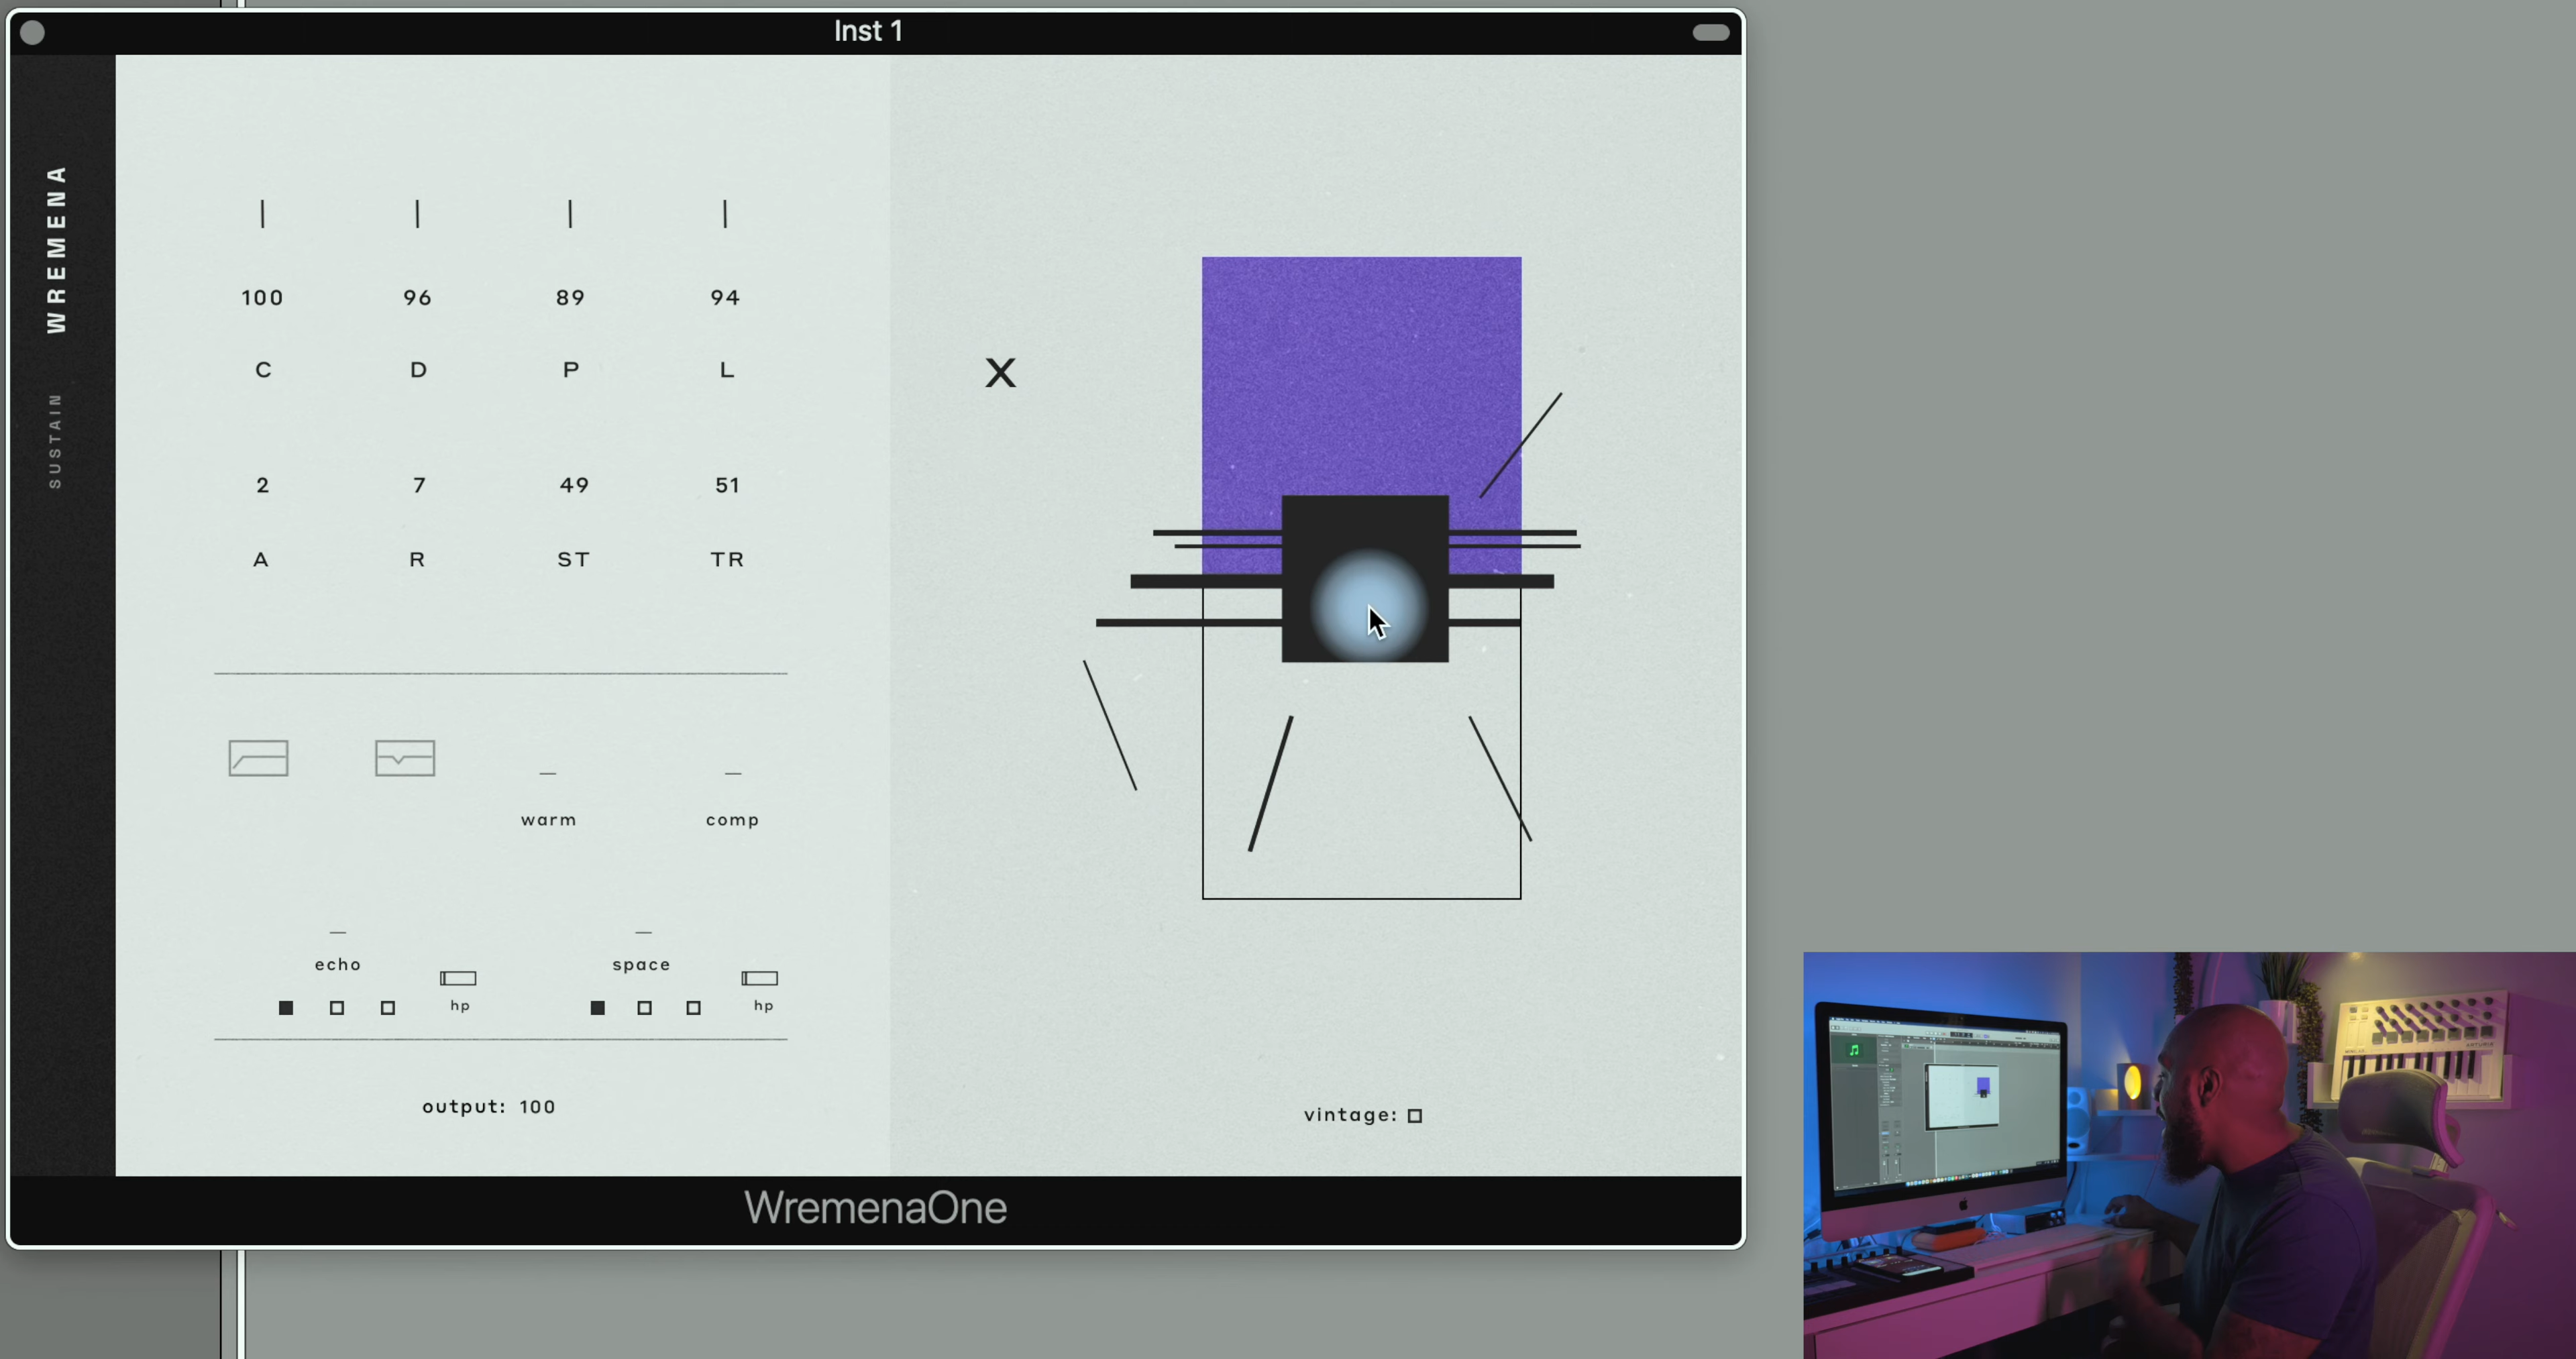 Inst 1
WREMENA
SUSTAIN
100 96 89 94
C D P L
X
2 7 49 51
A R ST TR
warm comp
echo space
hp hp
output: 100
vintage:
WremenaOne